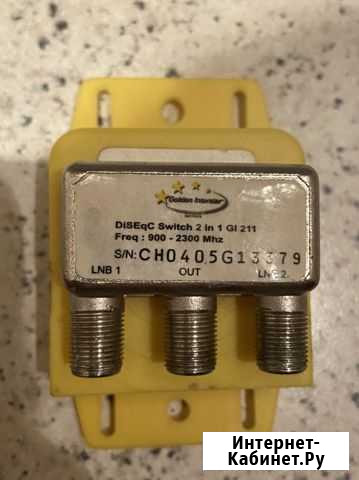 Golden Interstar
DiSEqC Switch 2 in 1 GI 211
Freq : 900 - 2300 Mhz
S/N: CH0405G13379
LNB 1 OUT LNB 2
Интернет-
Кабинет.Ру